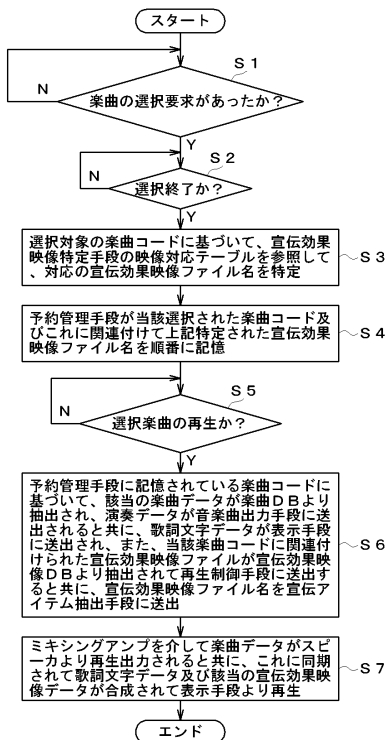 スタート
S1
楽曲の選択要求があったか?
N
Y
S2
選択終了か?
N
Y
選択対象の楽曲コードに基づいて、宣伝効果
映像特定手段の映像対応テーブルを参照して
、対応の宣伝効果映像ファイル名を特定
S3
予約管理手段が当該選択された楽曲コード及
びこれに関連付けて上記特定された宣伝効果
映像ファイル名を順番に記憶
S4
S5
選択楽曲の再生か?
N
Y
予約管理手段に記憶されている楽曲コードに
基づいて、該当の楽曲データが楽曲DBより
抽出され、演奏データが音楽曲出力手段に送
出されると共に、歌詞文字データが表示手段
に送出され、また、当該楽曲コードに関連付
けられた宣伝効果映像ファイルが宣伝効果映
像DBより抽出されて再生制御手段に送出す
ると共に、宣伝効果映像ファイル名を宣伝ア
イテム抽出手段に送出
S6
ミキシングアンプを介して楽曲データがスピ
ーカより再生出力されると共に、これに同期
されて歌詞文字データ及び該当の宣伝効果映
像データが合成されて表示手段より再生
S7
エンド